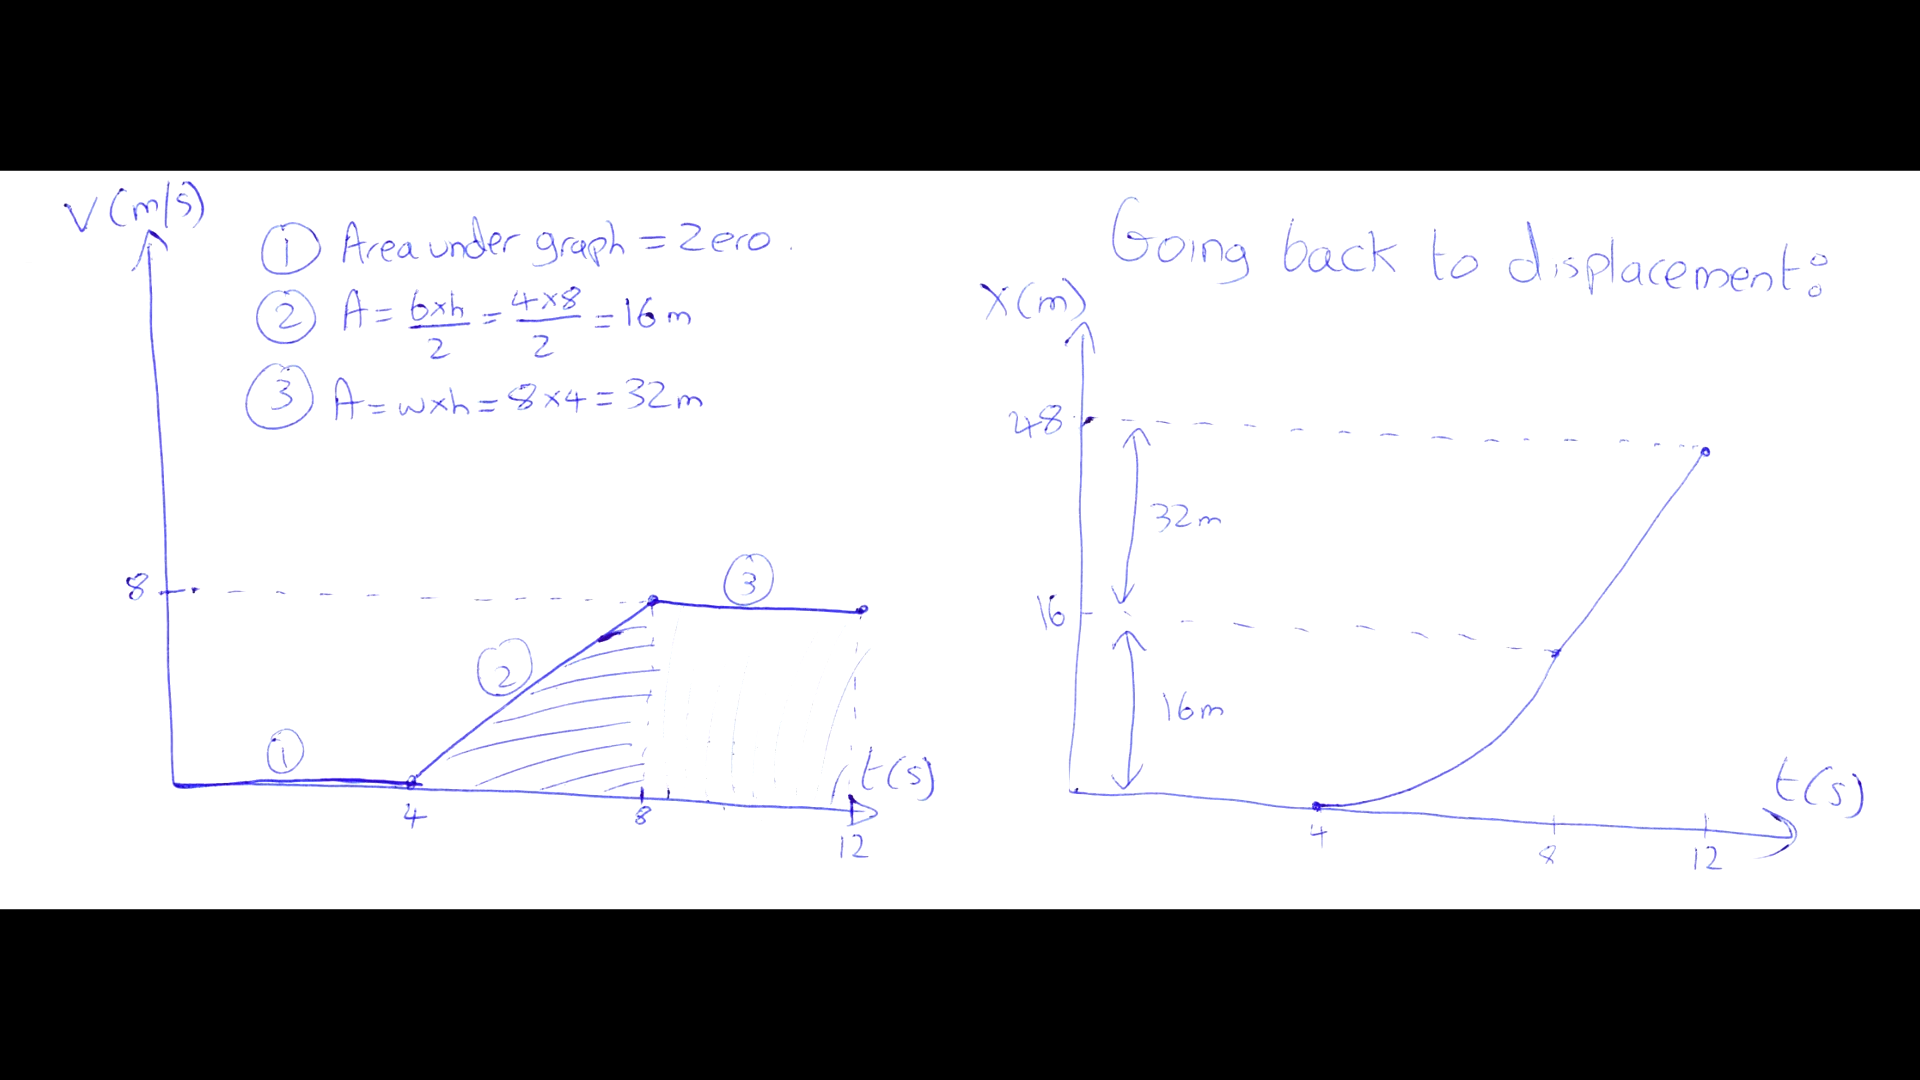 V (m/s)
① Area under graph = Zero.
② A = b×h/2 = 4×8/2 = 16 m
③ A = w×h = 8×4 = 32m
8
①
②
③
4
8
12
t(s)
Going back to displacement:
X(m)
48
32m
16
16m
4
8
12
t(s)